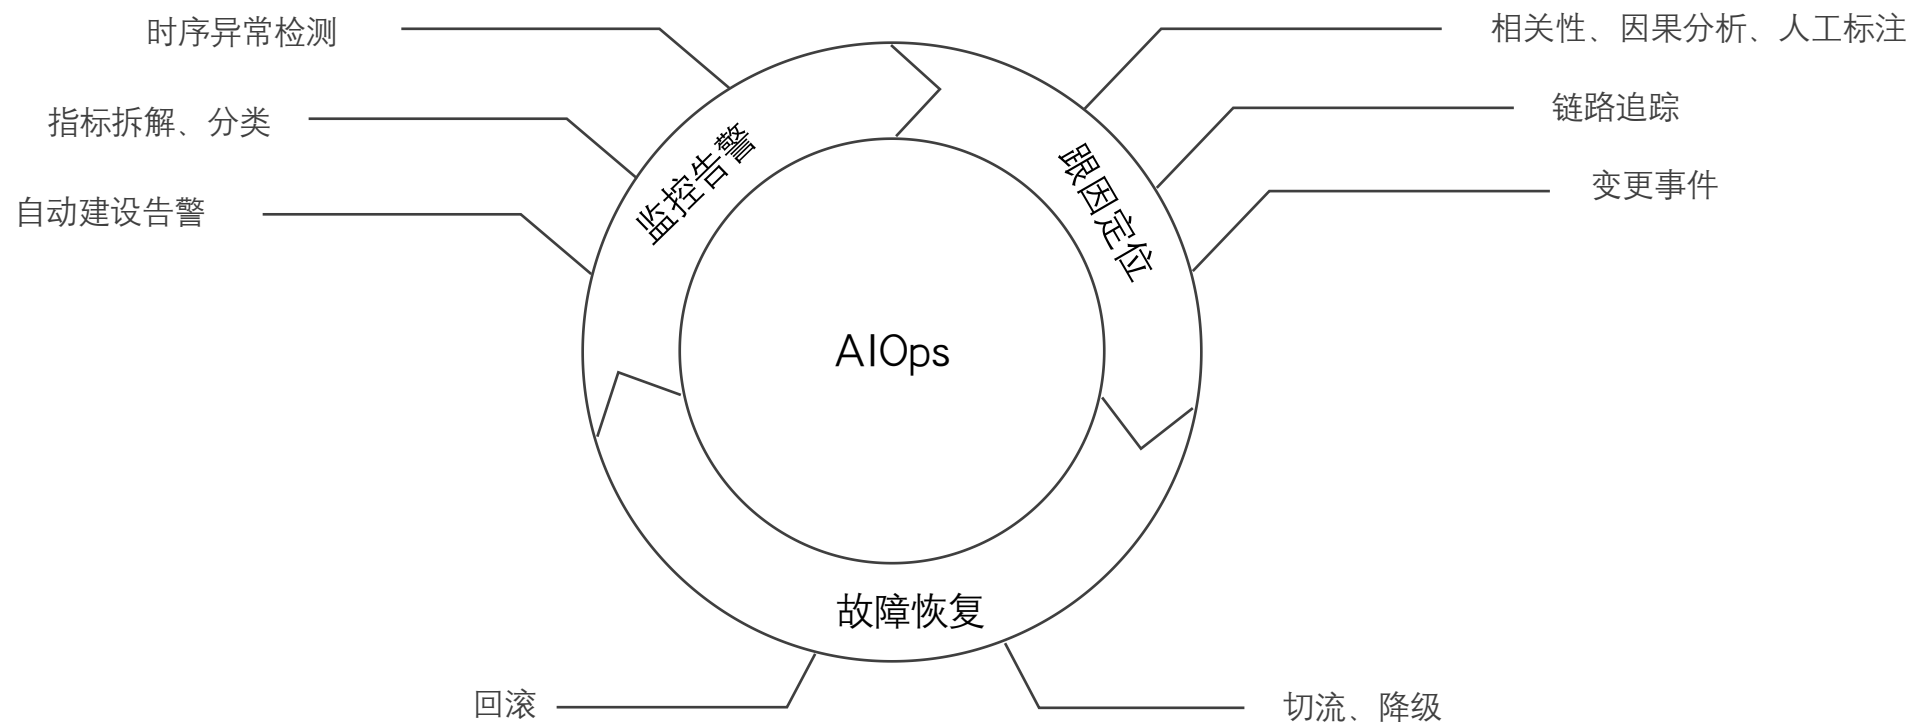 时序异常检测
指标拆解、分类
自动建设告警
监控告警
相关性、因果分析、人工标注
链路追踪
变更事件
跟因定位
AIOps
故障恢复
回滚
切流、降级